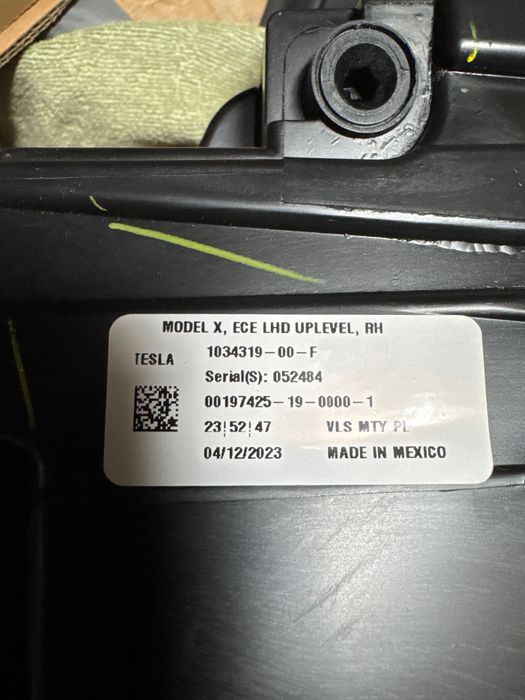 MODEL X, ECE LHD UPLEVEL, RH
TESLA
1034319-00-F
Serial(S): 052484
00197425-19-0000-1
23¦52¦47 VLS MTY PL
04/12/2023 MADE IN MEXICO